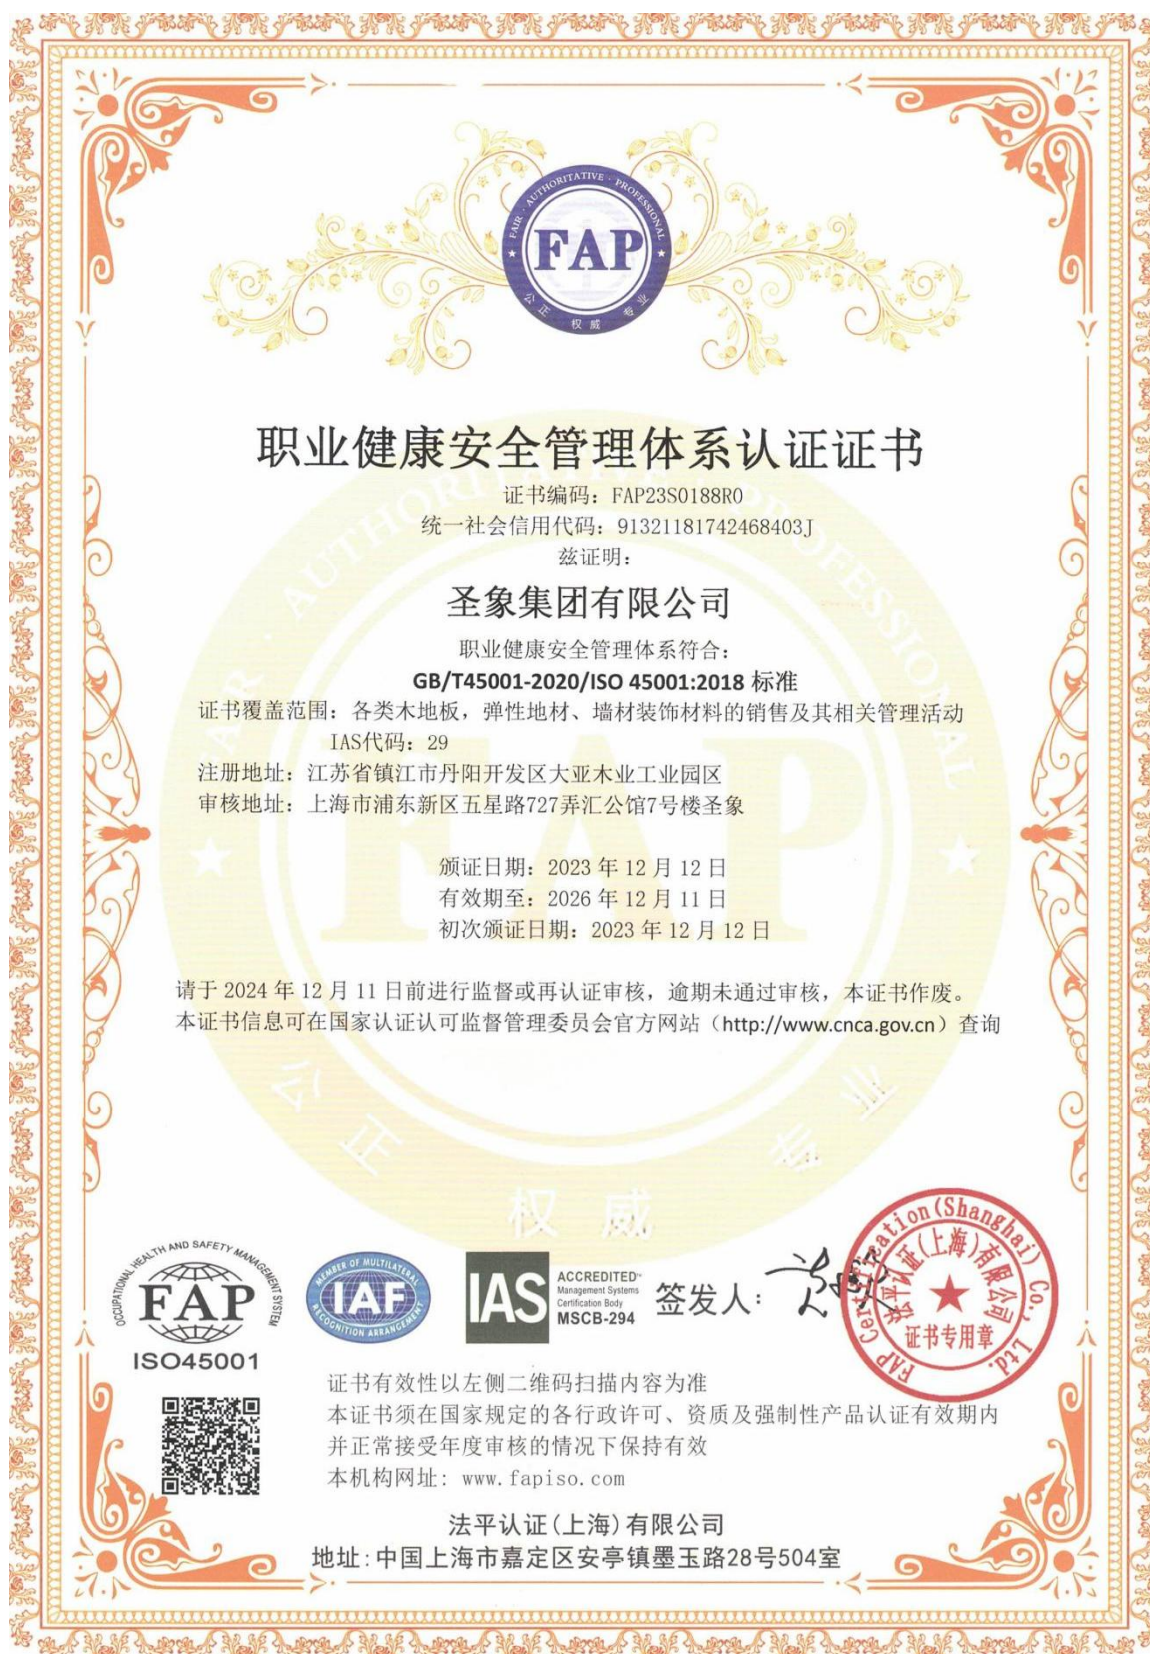 FAIR · AUTHORITATIVE · PROFESSIONAL
FAP
公正 权威 专业
职业健康安全管理体系认证证书
证书编码：FAP23S0188R0
统一社会信用代码：91321181742468403J
兹证明：
圣象集团有限公司
职业健康安全管理体系符合：
GB/T45001-2020/ISO 45001:2018 标准
证书覆盖范围：各类木地板，弹性地材、墙材装饰材料的销售及其相关管理活动
IAS代码：29
注册地址：江苏省镇江市丹阳开发区大亚木业工业园区
审核地址：上海市浦东新区五星路727弄汇公馆7号楼圣象
颁证日期：2023 年 12 月 12 日
有效期至：2026 年 12 月 11 日
初次颁证日期：2023 年 12 月 12 日
请于 2024 年 12 月 11 日前进行监督或再认证审核，逾期未通过审核，本证书作废。
本证书信息可在国家认证认可监督管理委员会官方网站（http://www.cnca.gov.cn）查询
FAIR · AUTHORITATIVE · PROFESSIONAL
FAP
公正 权威 专业
OCCUPATIONAL HEALTH AND SAFETY MANAGEMENT SYSTEM
FAP
ISO45001
MEMBER OF MULTILATERAL
IAF
RECOGNITION ARRANGEMENT
IAS
ACCREDITED™
Management Systems
Certification Body
MSCB-294
签发人：
FAP Certification (Shanghai) Co., Ltd.
法平认证(上海)有限公司
证书专用章
证书有效性以左侧二维码扫描内容为准
本证书须在国家规定的各行政许可、资质及强制性产品认证有效期内
并正常接受年度审核的情况下保持有效
本机构网址: www.fapiso.com
法平认证(上海)有限公司
地址:中国上海市嘉定区安亭镇墨玉路28号504室